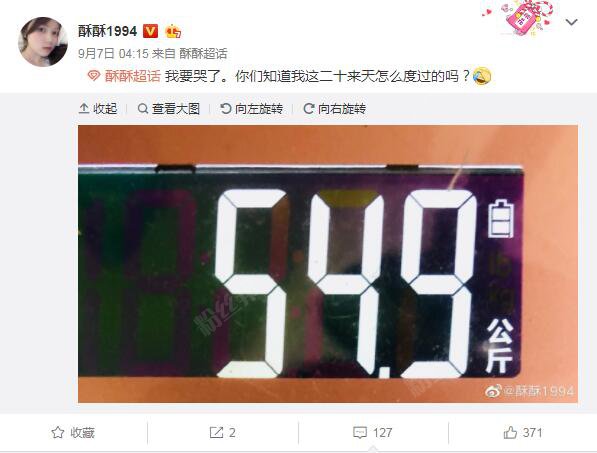 酥酥1994
9月7日 04:15 来自 酥酥超话
酥酥超话 我要哭了。你们知道我这二十来天怎么度过的吗？
收起 查看大图 向左旋转 向右旋转
54.9
公斤
@酥酥1994
收藏 2 127 371